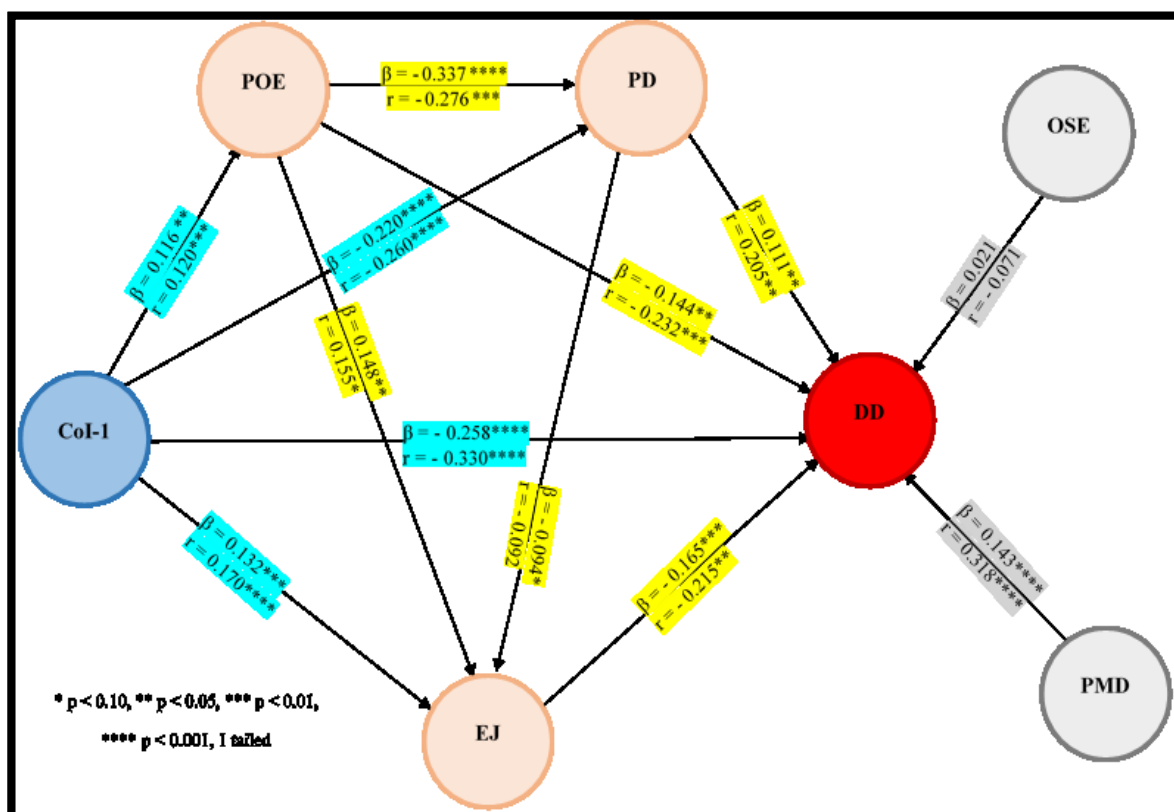 POE
β = - 0.337 ****
r = - 0.276 ***
PD
OSE
β = 0.116 **
r = 0.120***
β = - 0.220****
r = - 0.260****
β = 0.111**
r = 0.205**
β = 0.021
r = - 0.071
β = - 0.144**
r = - 0.232***
β = 0.148**
r = 0.155*
CoI-1
β = - 0.258****
r = - 0.330****
DD
β = - 0.094*
r = - 0.092
β = 0.132***
r = 0.170****
β = - 0.165***
r = - 0.215**
β = 0.143****
r = 0.318****
PMD
EJ
* p < 0.10, ** p < 0.05, *** p < 0.01,
**** p < 0.001, 1 tailed